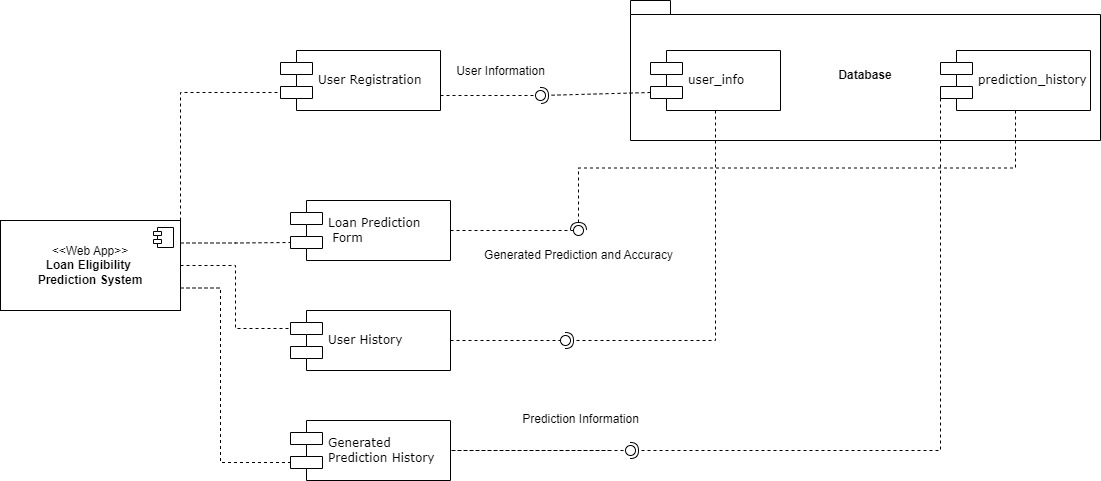 User Registration
User Information
user_info
Database
prediction_history
<<Web App>>
Loan Eligibility
Prediction System
Loan Prediction
Form
Generated Prediction and Accuracy
User History
Prediction Information
Generated
Prediction History